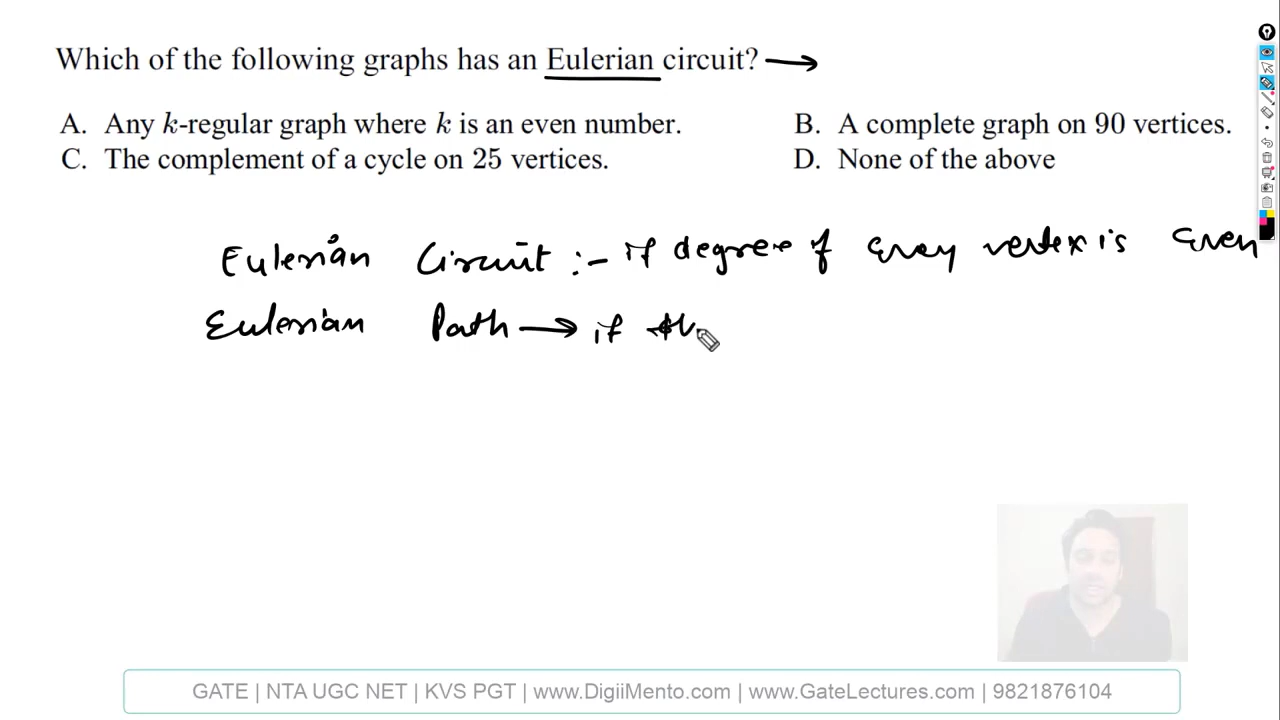 Which of the following graphs has an Eulerian circuit?
A. Any k-regular graph where k is an even number.
B. A complete graph on 90 vertices.
C. The complement of a cycle on 25 vertices.
D. None of the above
Eulerian Circuit :- if degree of every vertex is Even
Eulerian Path → if
GATE | NTA UGC NET | KVS PGT | www.DigiiMento.com | www.GateLectures.com | 9821876104